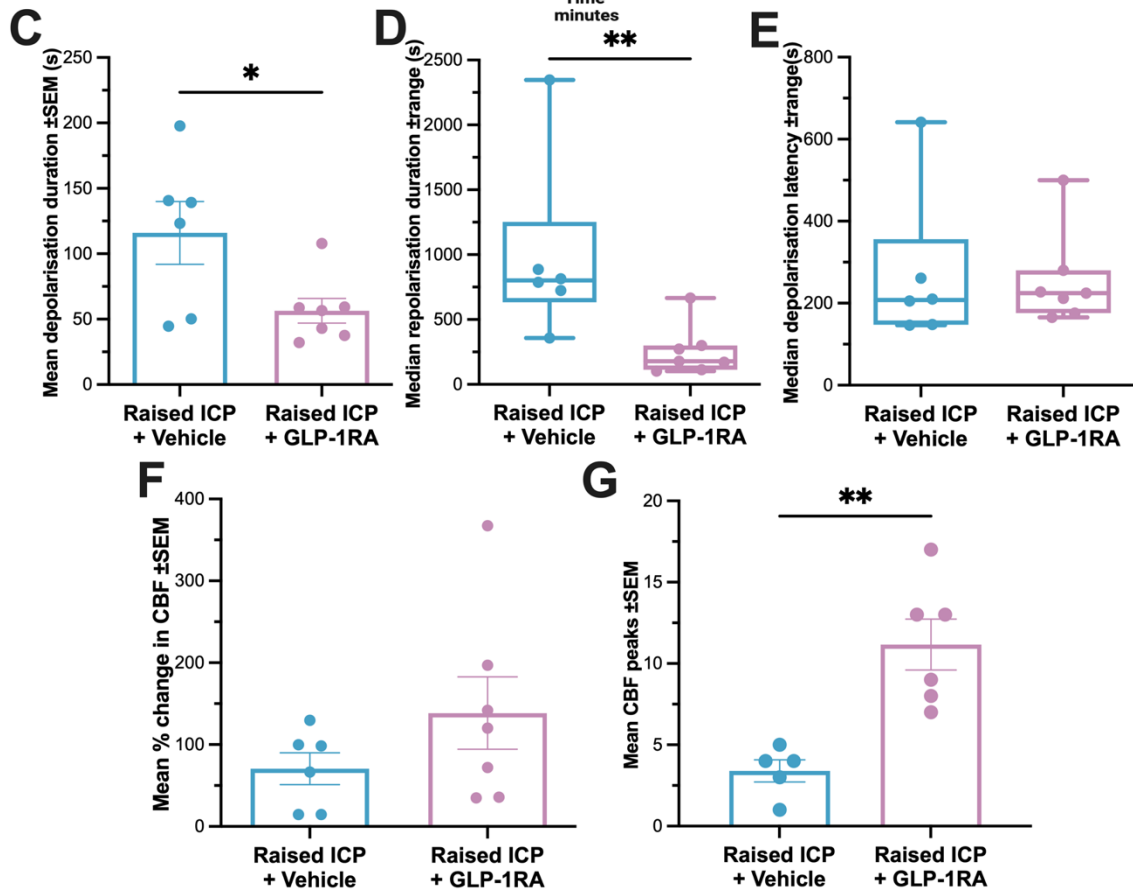 Time
minutes
C
D
E
Mean depolarisation duration ±SEM (s)
250
200
150
100
50
0
*
Raised ICP
+ Vehicle
Raised ICP
+ GLP-1RA
Median repolarisation duration ±range (s)
2500
2000
1500
1000
500
0
**
Raised ICP
+ Vehicle
Raised ICP
+ GLP-1RA
Median depolarisation latency ±range(s)
800
600
400
200
0
Raised ICP
+ Vehicle
Raised ICP
+ GLP-1RA
F
G
Mean % change in CBF ±SEM
400
300
200
100
0
Raised ICP
+ Vehicle
Raised ICP
+ GLP-1RA
Mean CBF peaks ±SEM
20
15
10
5
0
**
Raised ICP
+ Vehicle
Raised ICP
+ GLP-1RA